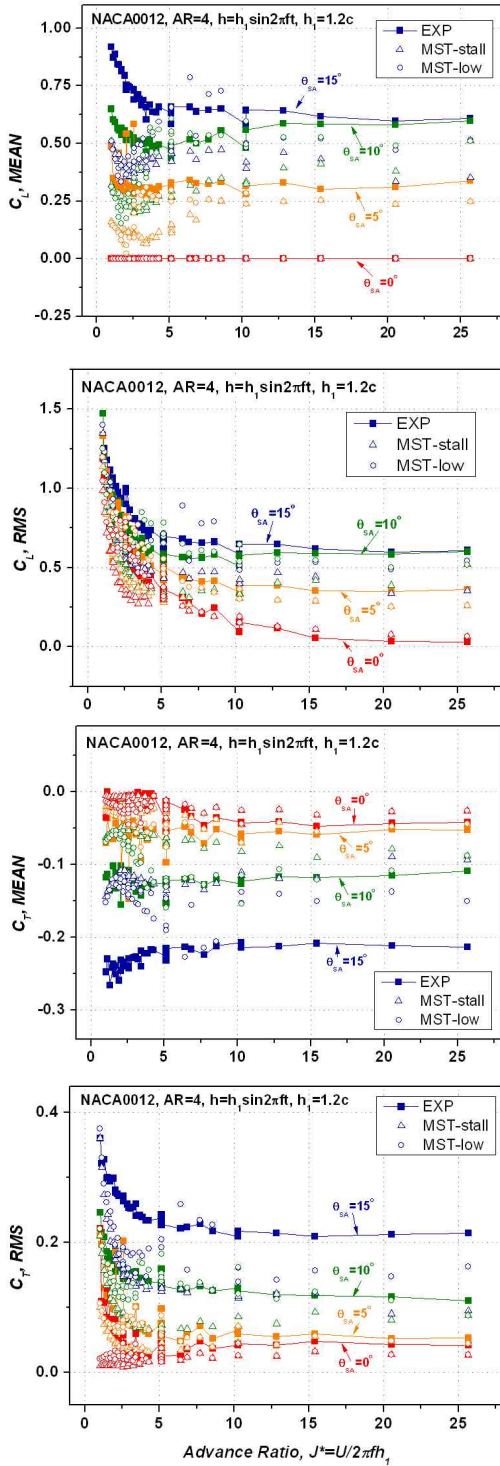 NACA0012, AR=4, h=h₁sin2πft, h₁=1.2c
EXP
MST-stall
MST-low
θSA=15°
θSA=10°
θSA=5°
θSA=0°
C_L, MEAN
1.00
0.75
0.50
0.25
0.00
-0.25
0 5 10 15 20 25
NACA0012, AR=4, h=h₁sin2πft, h₁=1.2c
EXP
MST-stall
MST-low
θSA=15°
θSA=10°
θSA=5°
θSA=0°
C_L, RMS
1.5
1.0
0.5
0.0
0 5 10 15 20 25
NACA0012, AR=4, h=h₁sin2πft, h₁=1.2c
θSA=0°
θSA=5°
θSA=10°
θSA=15°
EXP
MST-stall
MST-low
C_T, MEAN
0.0
-0.1
-0.2
-0.3
0 5 10 15 20 25
NACA0012, AR=4, h=h₁sin2πft, h₁=1.2c
EXP
MST-stall
MST-low
θSA=15°
θSA=10°
θSA=5°
θSA=0°
C_T, RMS
0.4
0.2
0.0
0 5 10 15 20 25
Advance Ratio, J*=U/2πfh₁